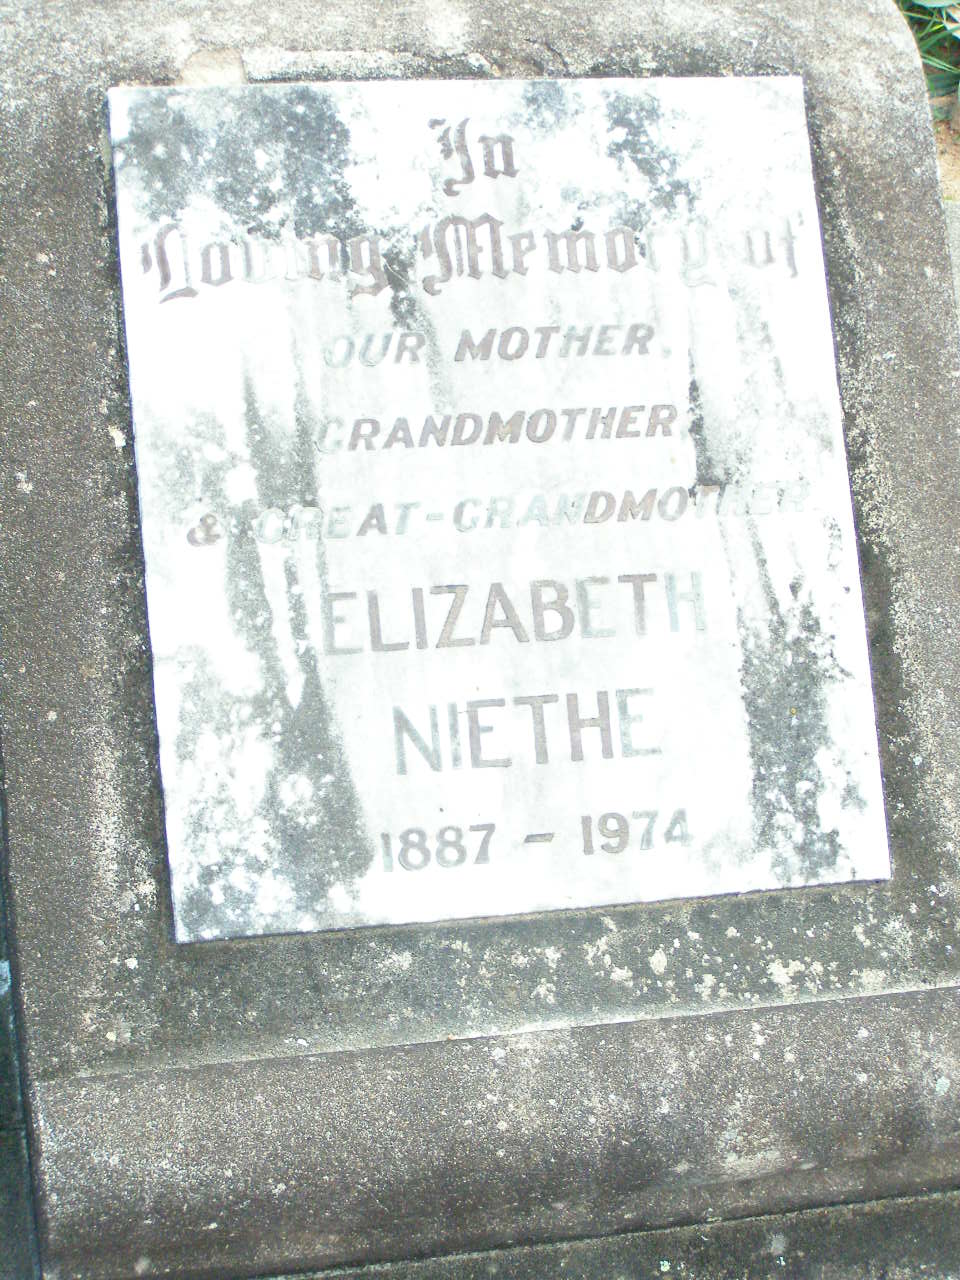 In
Loving Memory of
OUR MOTHER
GRANDMOTHER
& GREAT-GRANDMOTHER
ELIZABETH
NIETHE
1887 - 1974